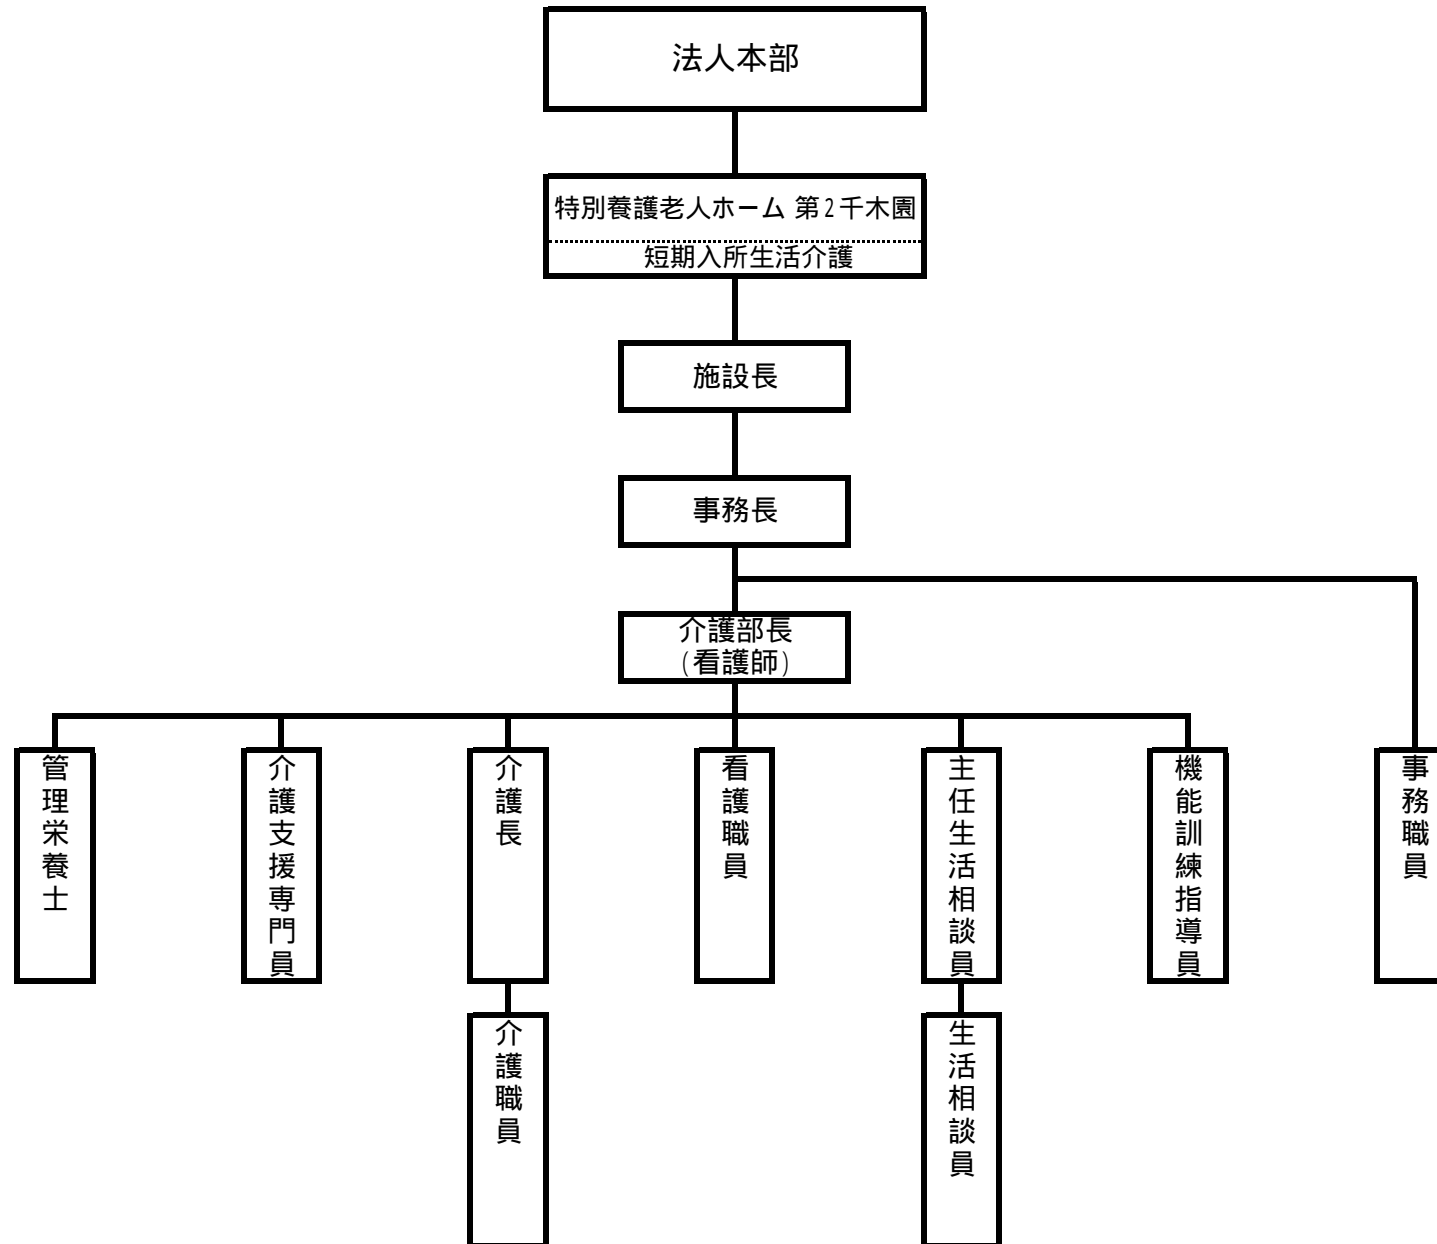 法人本部
特別養護老人ホーム 第2千木園
短期入所生活介護
施設長
事務長
介護部長
(看護師)
管理栄養士
介護支援専門員
介護長
看護職員
主任生活相談員
機能訓練指導員
事務職員
介護職員
生活相談員